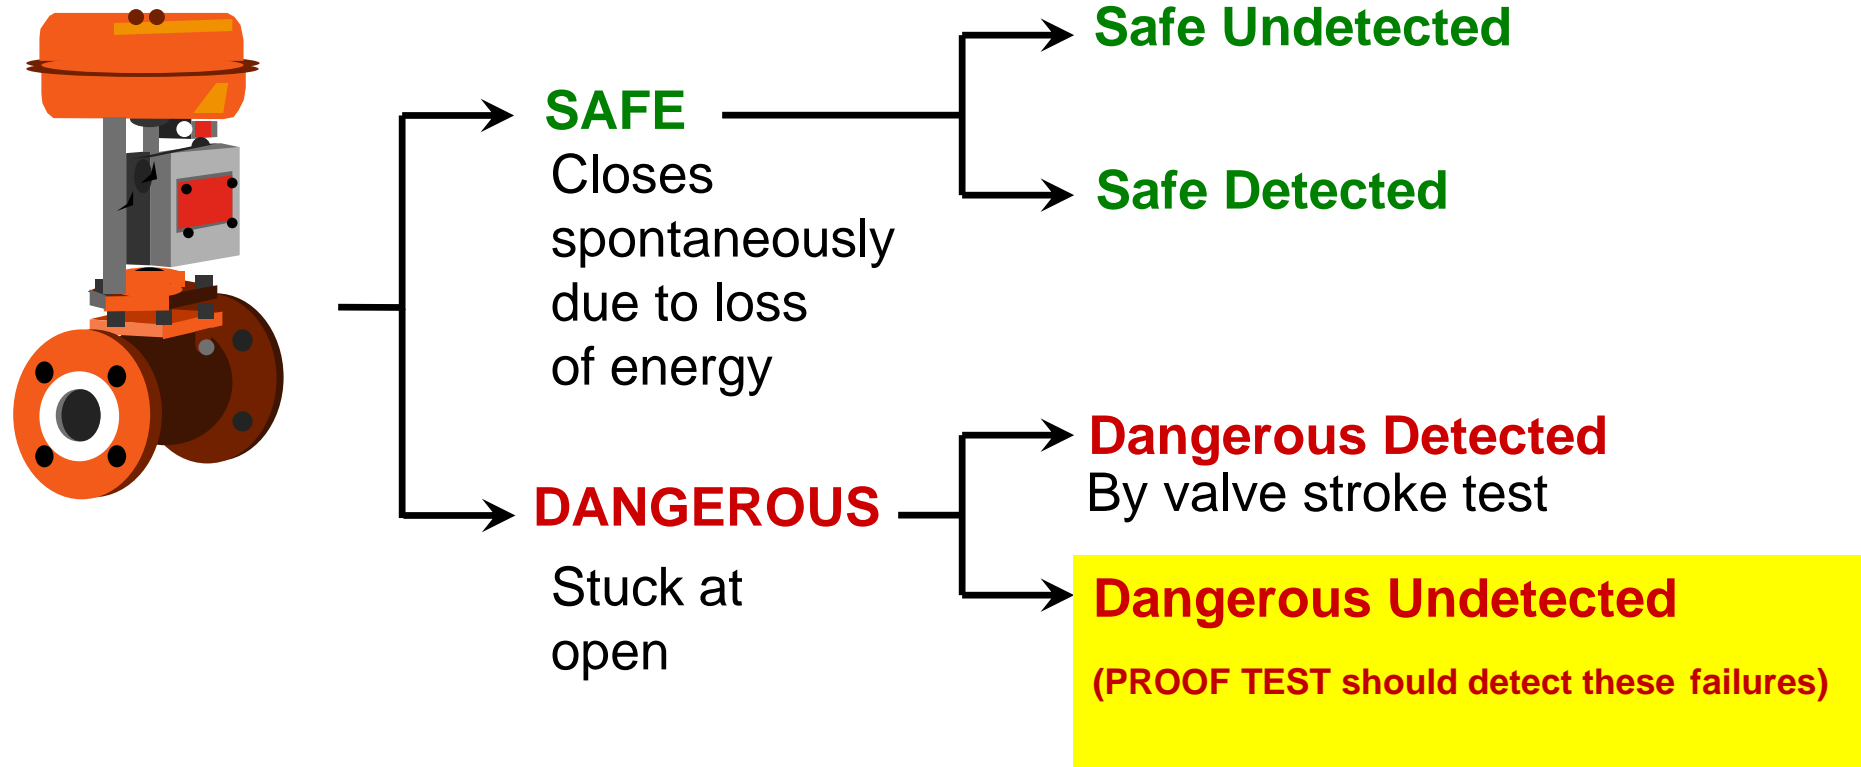 SAFE
Closes
spontaneously
due to loss
of energy
Safe Undetected
Safe Detected
DANGEROUS
Stuck at
open
Dangerous Detected
By valve stroke test
Dangerous Undetected
(PROOF TEST should detect these failures)